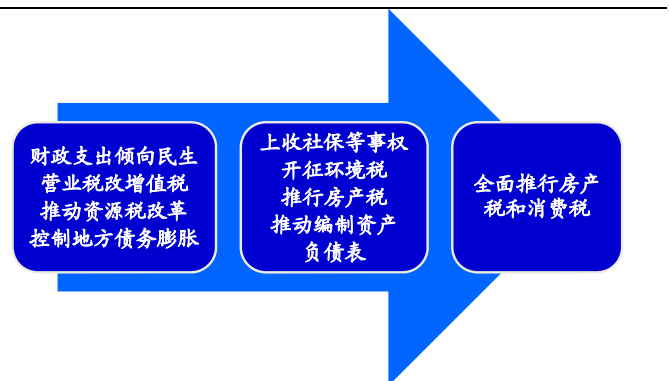 财政支出倾向民生
营业税改增值税
推动资源税改革
控制地方债务膨胀
上收社保等事权
开征环境税
推行房产税
推动编制资产
负债表
全面推行房产
税和消费税